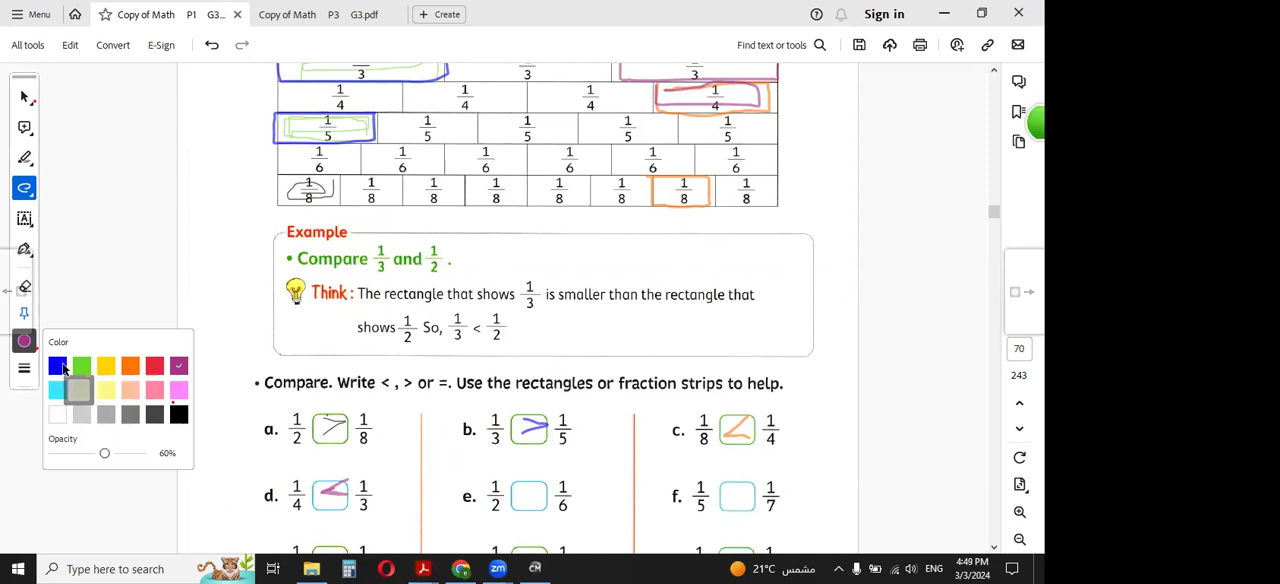 Menu
Copy of Math P1 G3...
Copy of Math P3 G3.pdf
Create
Sign in
All tools
Edit
Convert
E-Sign
Find text or tools
3 3 3
1/4 1/4 1/4 1/4
1/5 1/5 1/5 1/5 1/5
1/6 1/6 1/6 1/6 1/6 1/6
1/8 1/8 1/8 1/8 1/8 1/8 1/8 1/8
Example
• Compare 1/3 and 1/2 .
Think : The rectangle that shows 1/3 is smaller than the rectangle that
shows 1/2 So, 1/3 < 1/2
• Compare. Write < , > or =. Use the rectangles or fraction strips to help.
a. 1/2 > 1/8
b. 1/3 > 1/5
c. 1/8 < 1/4
d. 1/4 < 1/3
e. 1/2 1/6
f. 1/5 1/7
1 1 1 1 1 1
Color
Opacity
60%
70
243
Type here to search
21°C مشمس
ENG
4:49 PM
3/3/2024